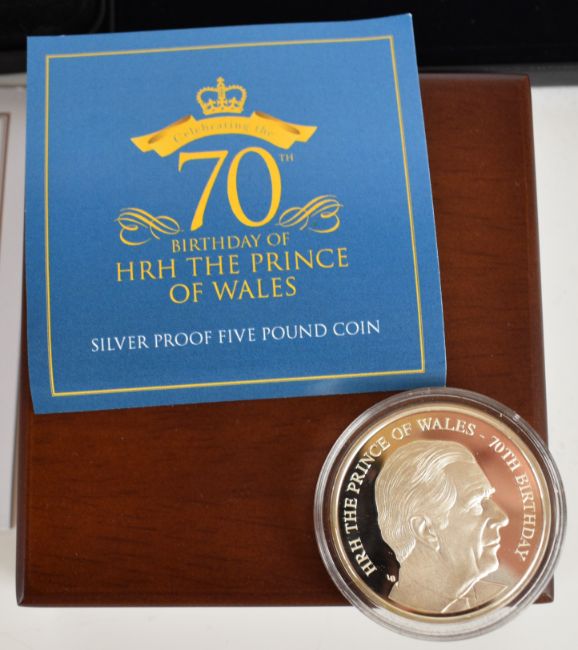 Celebrating the
70TH
BIRTHDAY OF
HRH THE PRINCE
OF WALES
SILVER PROOF FIVE POUND COIN
HRH THE PRINCE OF WALES - 70TH BIRTHDAY